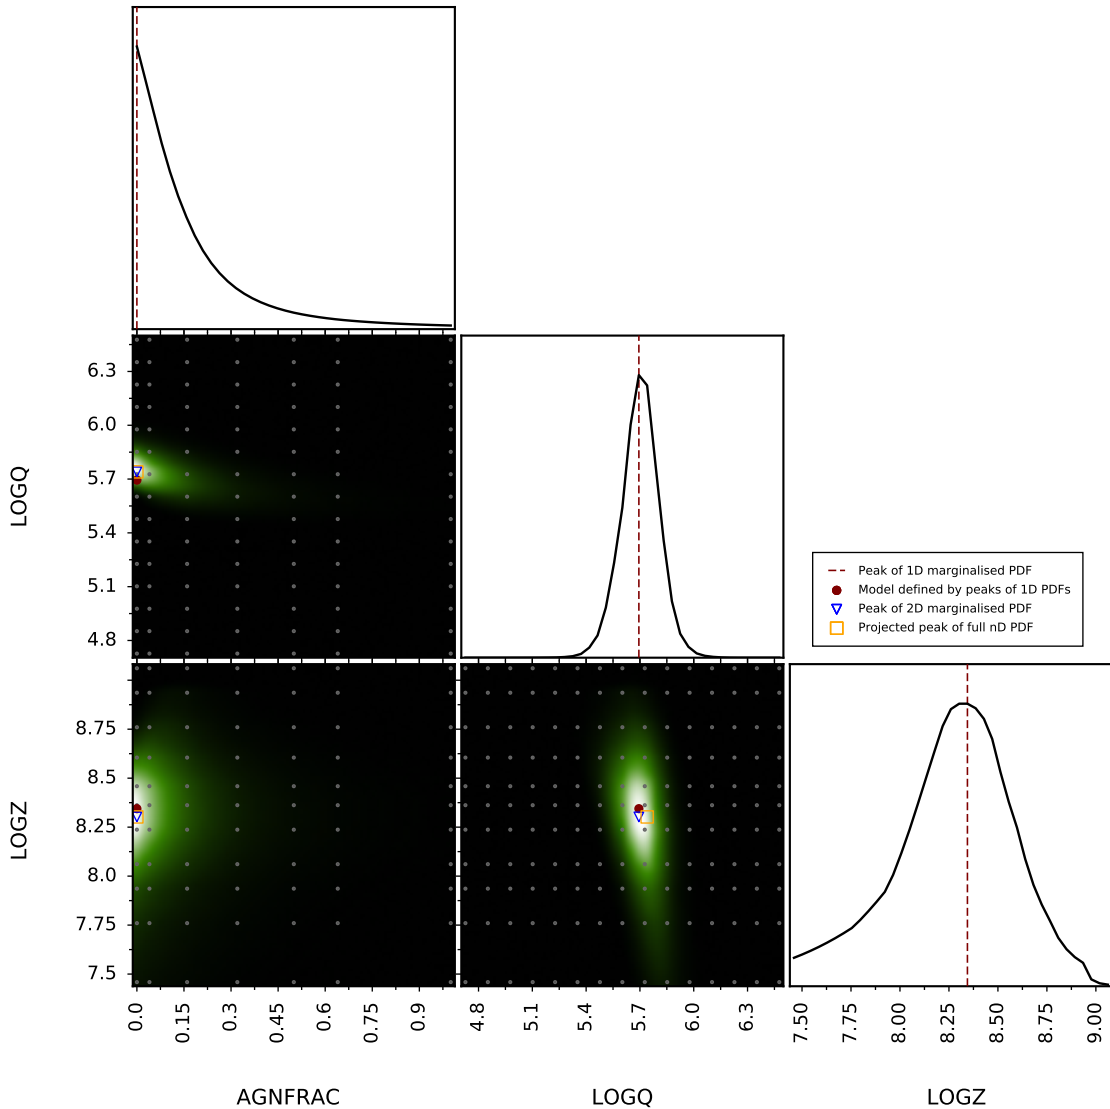 LOGQ
6.3
6.0
5.7
5.4
5.1
4.8
Peak of 1D marginalised PDF
Model defined by peaks of 1D PDFs
Peak of 2D marginalised PDF
Projected peak of full nD PDF
LOGZ
8.75
8.5
8.25
8.0
7.75
7.5
0.0 0.15 0.3 0.45 0.6 0.75 0.9
4.8 5.1 5.4 5.7 6.0 6.3
7.50 7.75 8.00 8.25 8.50 8.75 9.00
AGNFRAC LOGQ LOGZ